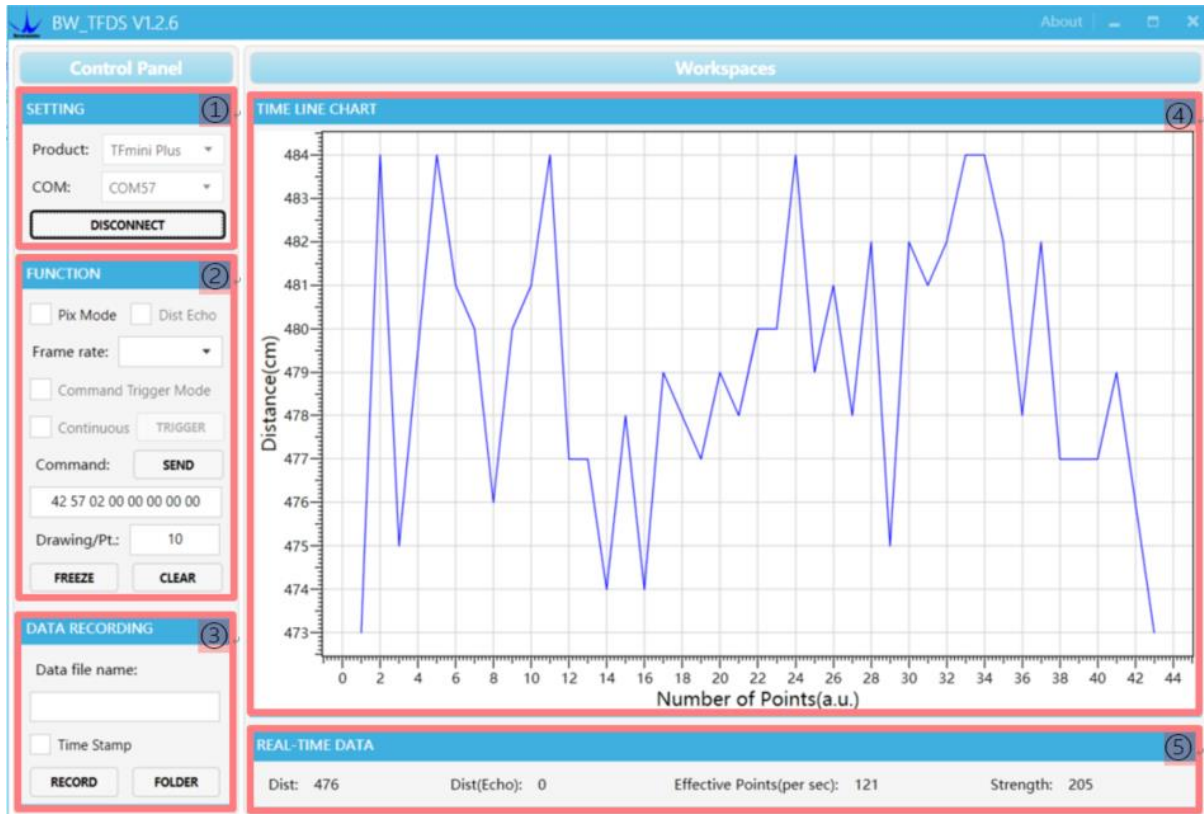 BW_TFDS V1.2.6
About
Control Panel
Workspaces
SETTING
①
Product:
TFmini Plus
COM:
COM57
DISCONNECT
FUNCTION
②
Pix Mode
Dist Echo
Frame rate:
Command Trigger Mode
Continuous
TRIGGER
Command:
SEND
42 57 02 00 00 00 00 00
Drawing/Pt.:
10
FREEZE
CLEAR
DATA RECORDING
③
Data file name:
Time Stamp
RECORD
FOLDER
TIME LINE CHART
④
484
483
482
481
480
479
478
477
476
475
474
473
Distance(cm)
0 2 4 6 8 10 12 14 16 18 20 22 24 26 28 30 32 34 36 38 40 42 44
Number of Points(a.u.)
REAL-TIME DATA
⑤
Dist: 476
Dist(Echo): 0
Effective Points(per sec): 121
Strength: 205